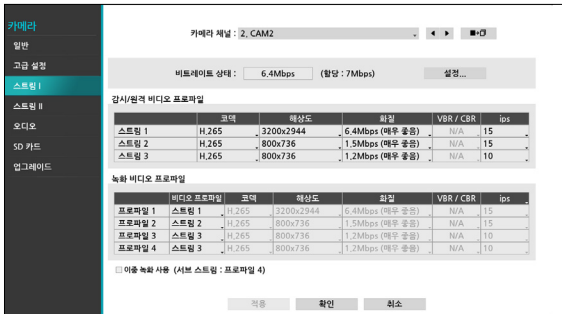 카메라
일반
고급 설정
스트림 I
스트림 II
오디오
SD 카드
업그레이드
카메라 채널 : 2, CAM2
비트레이트 상태 : 6,4Mbps (할당 : 7Mbps) 설정...
감시/원격 비디오 프로파일
코덱 해상도 화질 VBR / CBR ips
스트림 1 H,265 3200x2944 6,4Mbps (매우 좋음) N/A 15
스트림 2 H,265 800x736 1,5Mbps (매우 좋음) N/A 15
스트림 3 H,265 800x736 1,2Mbps (매우 좋음) N/A 10
녹화 비디오 프로파일
비디오 프로파일 코덱 해상도 화질 VBR / CBR ips
프로파일 1 스트림 1 H,265 3200x2944 6,4Mbps (매우 좋음) N/A 15
프로파일 2 스트림 2 H,265 800x736 1,5Mbps (매우 좋음) N/A 15
프로파일 3 스트림 3 H,265 800x736 1,2Mbps (매우 좋음) N/A 10
프로파일 4 스트림 3 H,265 800x736 1,2Mbps (매우 좋음) N/A 10
이중 녹화 사용 (서브 스트림 : 프로파일 4)
적용 확인 취소